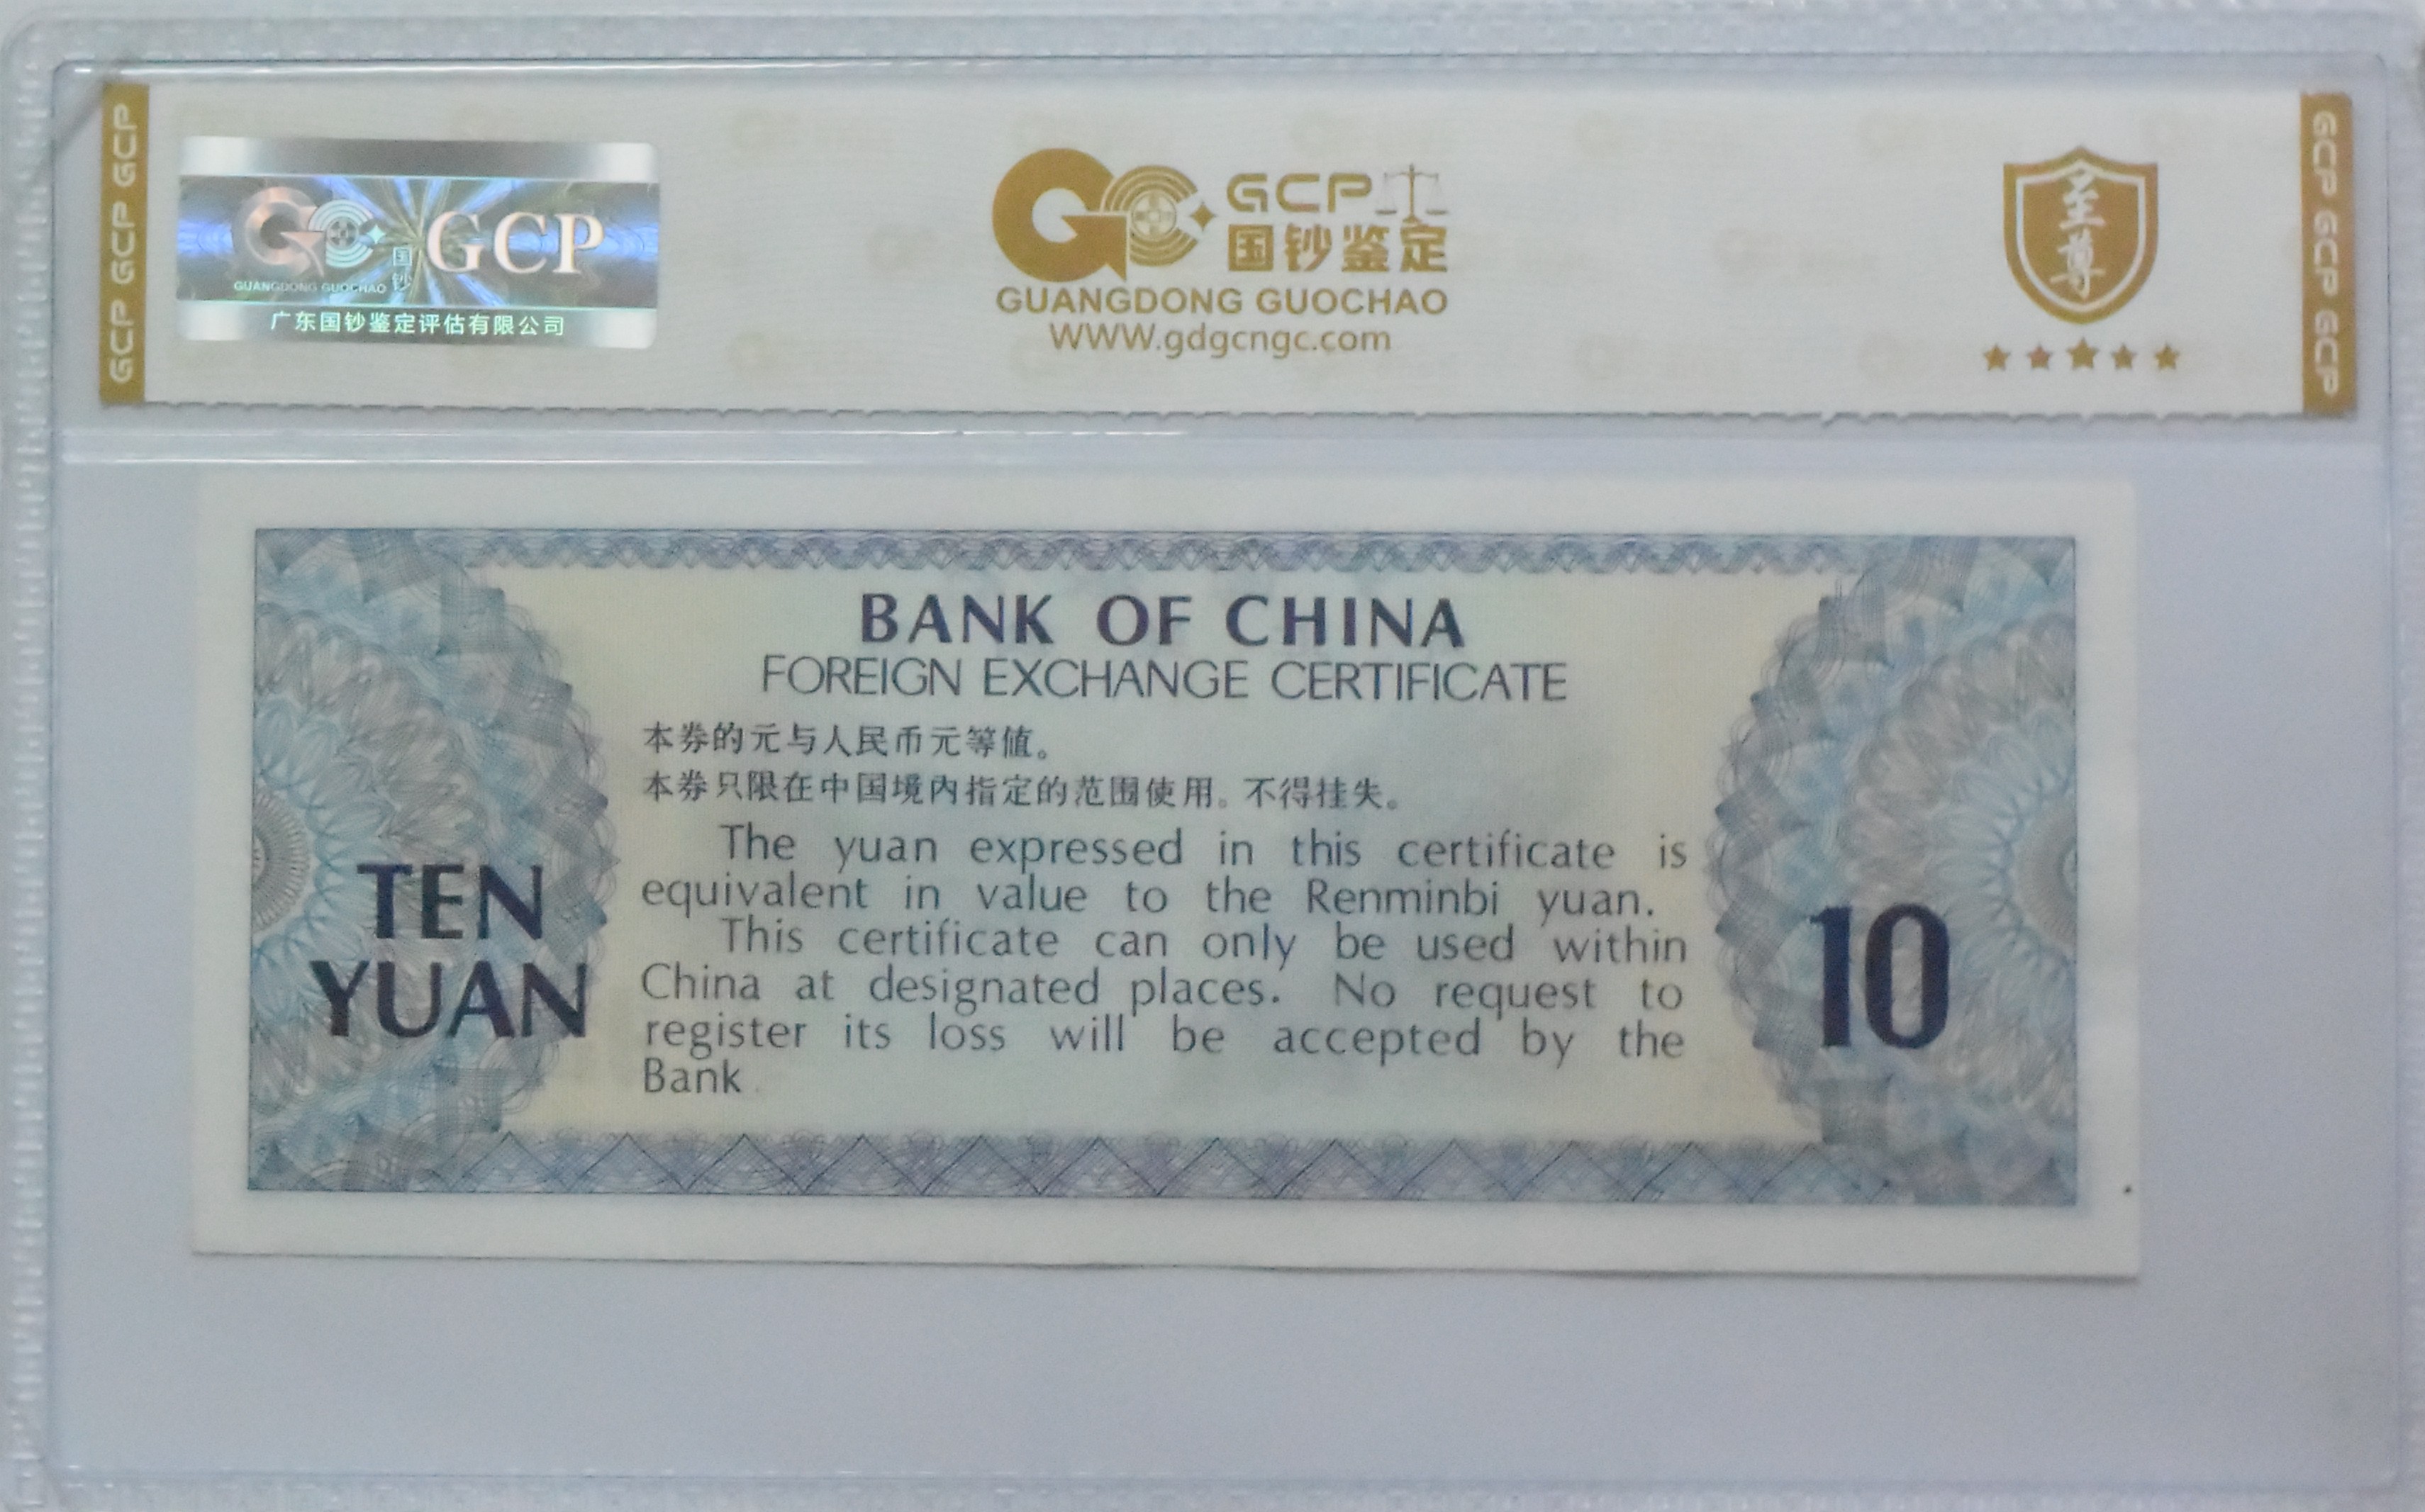 GCP GCP GCP
GUANGDONG GUOCHAO
国钞
GCP
广东国钞鉴定评估有限公司
GCP
国钞鉴定
GUANGDONG GUOCHAO
WWW.gdgcngc.com
至尊
GCP GCP GCP
BANK OF CHINA
FOREIGN EXCHANGE CERTIFICATE
本券的元与人民币元等值。
本券只限在中国境内指定的范围使用。不得挂失。
The yuan expressed in this certificate is
equivalent in value to the Renminbi yuan.
This certificate can only be used within
China at designated places. No request to
register its loss will be accepted by the
Bank.
TEN
YUAN
10